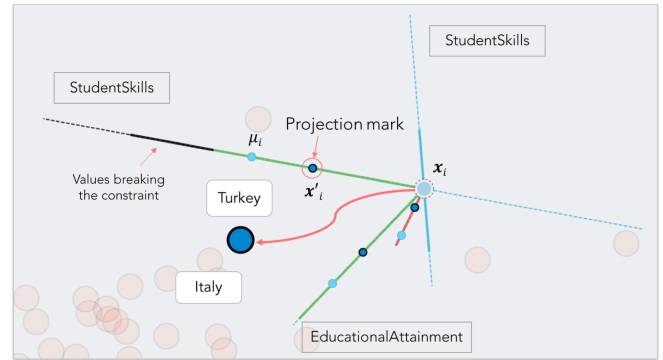 StudentSkills
StudentSkills
μi
Projection mark
xi
Values breaking
the constraint
x'i
Turkey
Italy
EducationalAttainment